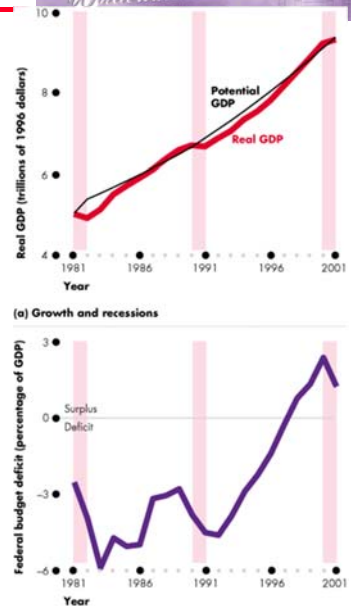 10
8
6
4
Real GDP (trillions of 1996 dollars)
Potential
GDP
Real GDP
1981 1986 1991 1996 2001
Year
(a) Growth and recessions
3
0
-3
-6
Federal budget deficit (percentage of GDP)
Surplus
Deficit
1981 1986 1991 1996 2001
Year